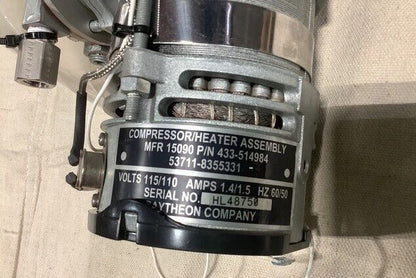 COMPRESSOR/HEATER ASSEMBLY
MFR 15090 P/N 433-514984
53711-8355331 -
VOLTS 115/110 AMPS 1.4/1.5 HZ 60/50
SERIAL NO. HL48750
RAYTHEON COMPANY